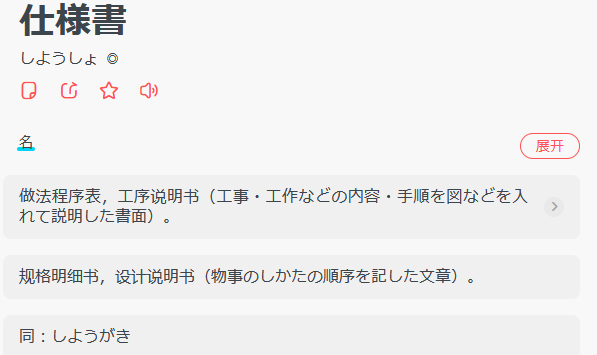 仕様書
しようしょ ◎
名
展开
做法程序表，工序说明书（工事・工作などの内容・手順を図などを入
れて説明した書面）。
规格明细书，设计说明书（物事のしかたの順序を記した文章）。
同：しようがき